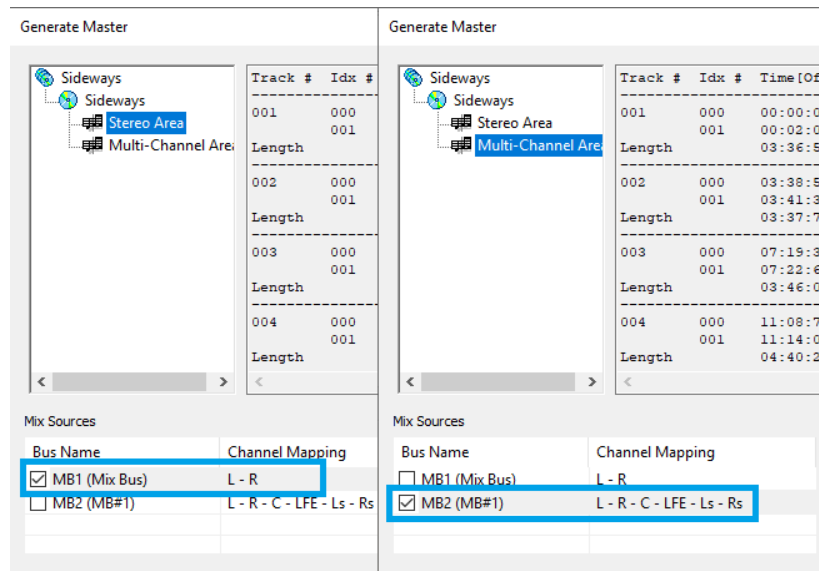 Generate Master
Sideways
Sideways
Stereo Area
Multi-Channel Area
Track # Idx #
001 000
001
Length
002 000
001
Length
003 000
001
Length
004 000
001
Length
Mix Sources
Bus Name Channel Mapping
MB1 (Mix Bus) L - R
MB2 (MB#1) L - R - C - LFE - Ls - Rs
Generate Master
Sideways
Sideways
Stereo Area
Multi-Channel Area
Track # Idx # Time[Of
001 000 00:00:0
001 00:02:0
Length 03:36:5
002 000 03:38:5
001 03:41:3
Length 03:37:7
003 000 07:19:3
001 07:22:6
Length 03:46:0
004 000 11:08:7
001 11:14:0
Length 04:40:2
Mix Sources
Bus Name Channel Mapping
MB1 (Mix Bus) L - R
MB2 (MB#1) L - R - C - LFE - Ls - Rs